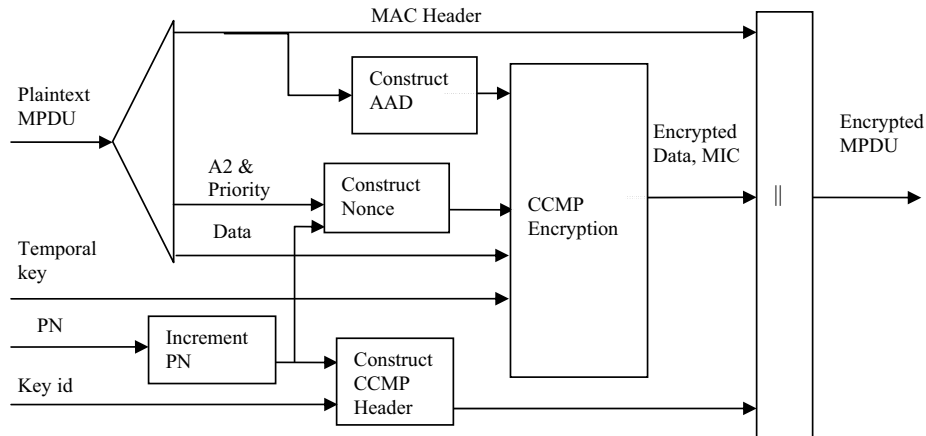 MAC Header
Plaintext
MPDU
Construct
AAD
Encrypted
Data, MIC
Encrypted
MPDU
A2 &
Priority
Construct
Nonce
CCMP
Encryption
||
Data
Temporal
key
PN
Increment
PN
Construct
CCMP
Header
Key id